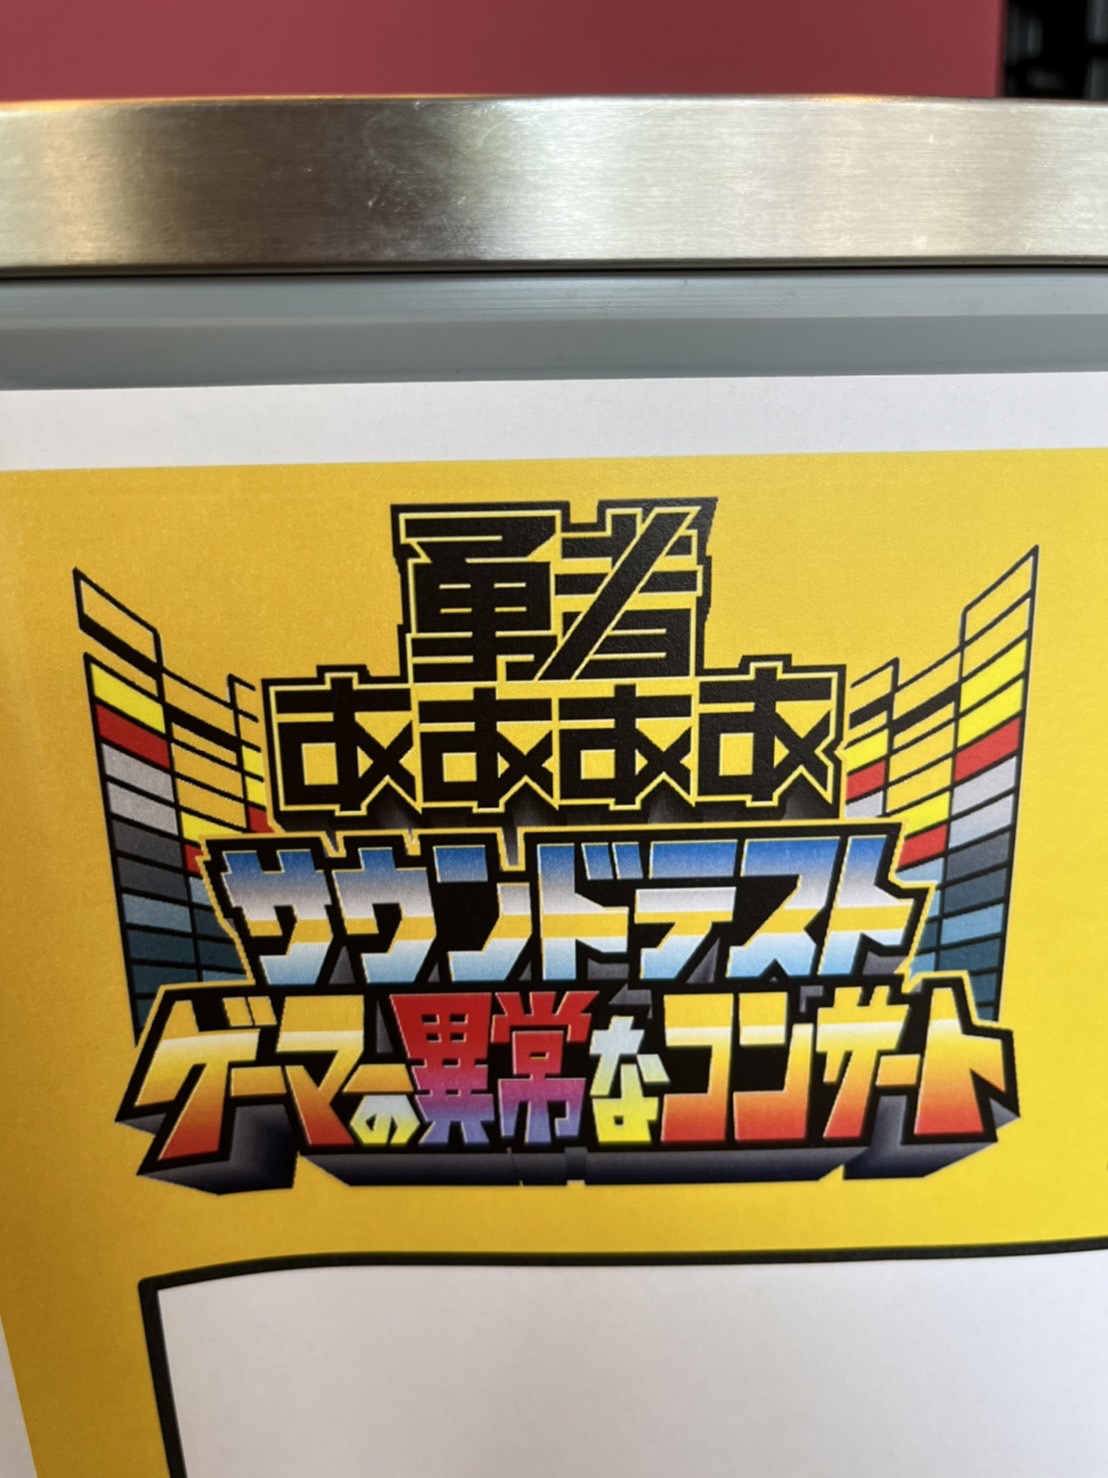 勇者
ああああ
サウンドテスト
ゲーマーの異常なコンサート